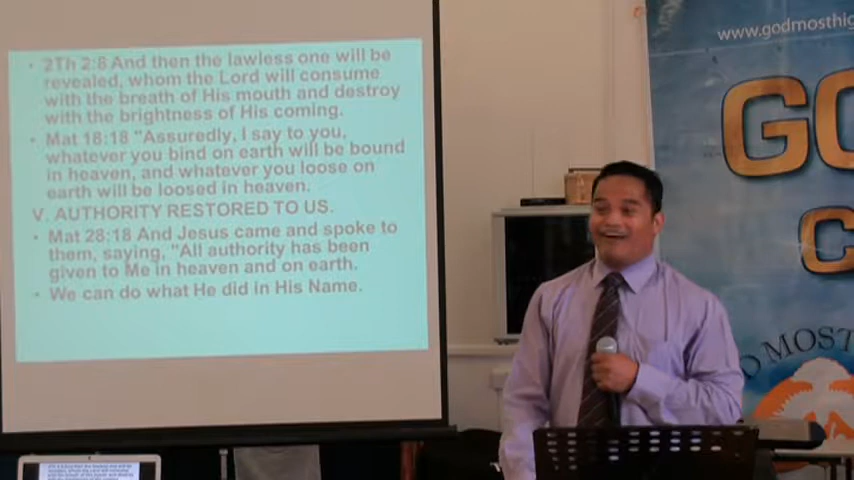 • 2Th 2:8 And then the lawless one will be
revealed, whom the Lord will consume
with the breath of His mouth and destroy
with the brightness of His coming.
• Mat 18:18 "Assuredly, I say to you,
whatever you bind on earth will be bound
in heaven, and whatever you loose on
earth will be loosed in heaven.
V. AUTHORITY RESTORED TO US.
• Mat 28:18 And Jesus came and spoke to
them, saying, "All authority has been
given to Me in heaven and on earth.
• We can do what He did in His Name.
www.godmosthig
GO
C
D MOST